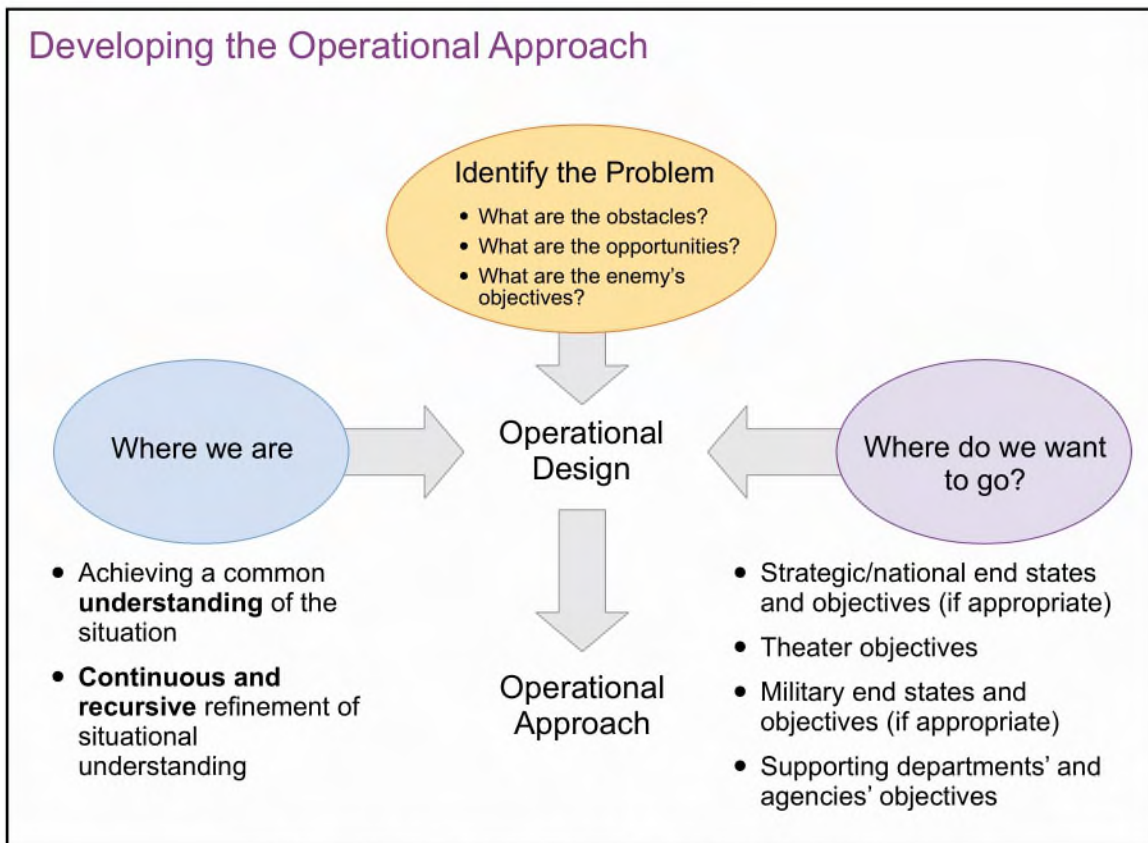 Developing the Operational Approach
Identify the Problem
• What are the obstacles?
• What are the opportunities?
• What are the enemy’s
objectives?
Where we are
Operational
Design
Where do we want
to go?
• Achieving a common
understanding of the
situation
• Continuous and
recursive refinement of
situational
understanding
Operational
Approach
• Strategic/national end states
and objectives (if appropriate)
• Theater objectives
• Military end states and
objectives (if appropriate)
• Supporting departments’ and
agencies’ objectives